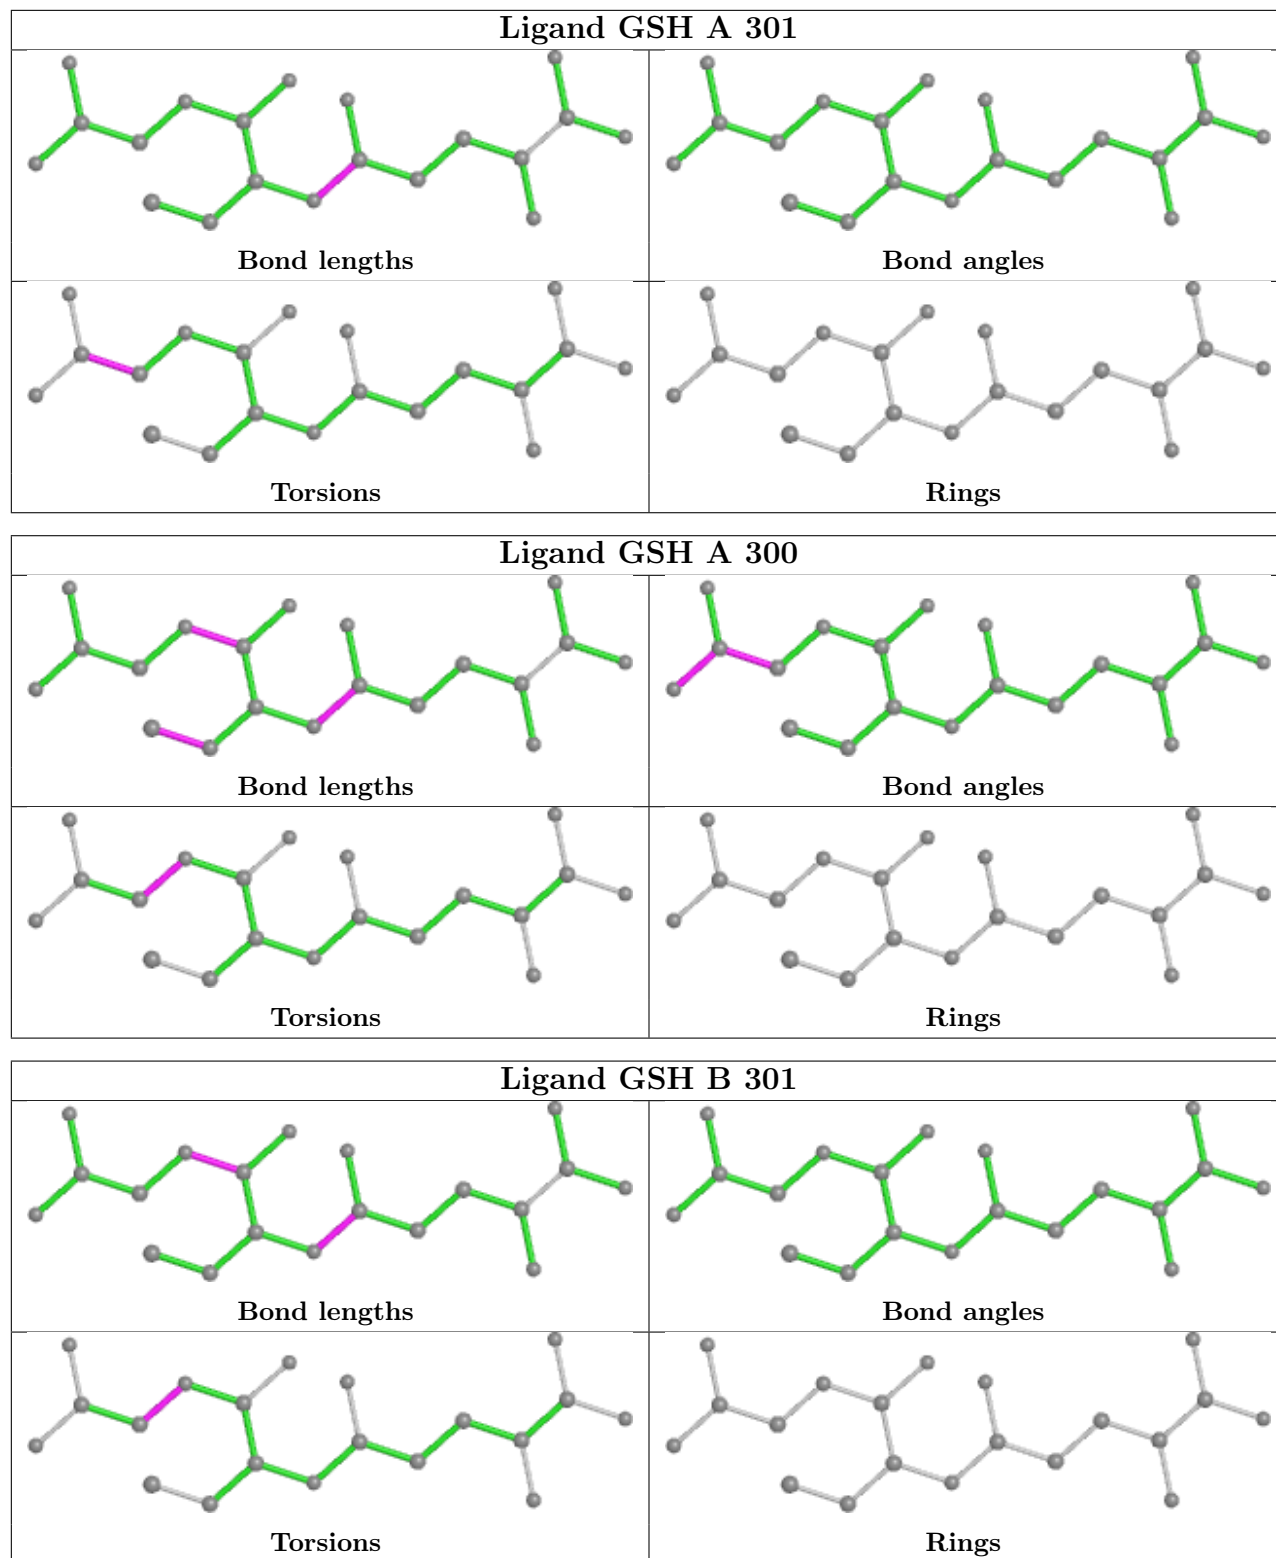 Ligand GSH A 301
Bond lengths
Bond angles
Torsions
Rings
Ligand GSH A 300
Bond lengths
Bond angles
Torsions
Rings
Ligand GSH B 301
Bond lengths
Bond angles
Torsions
Rings